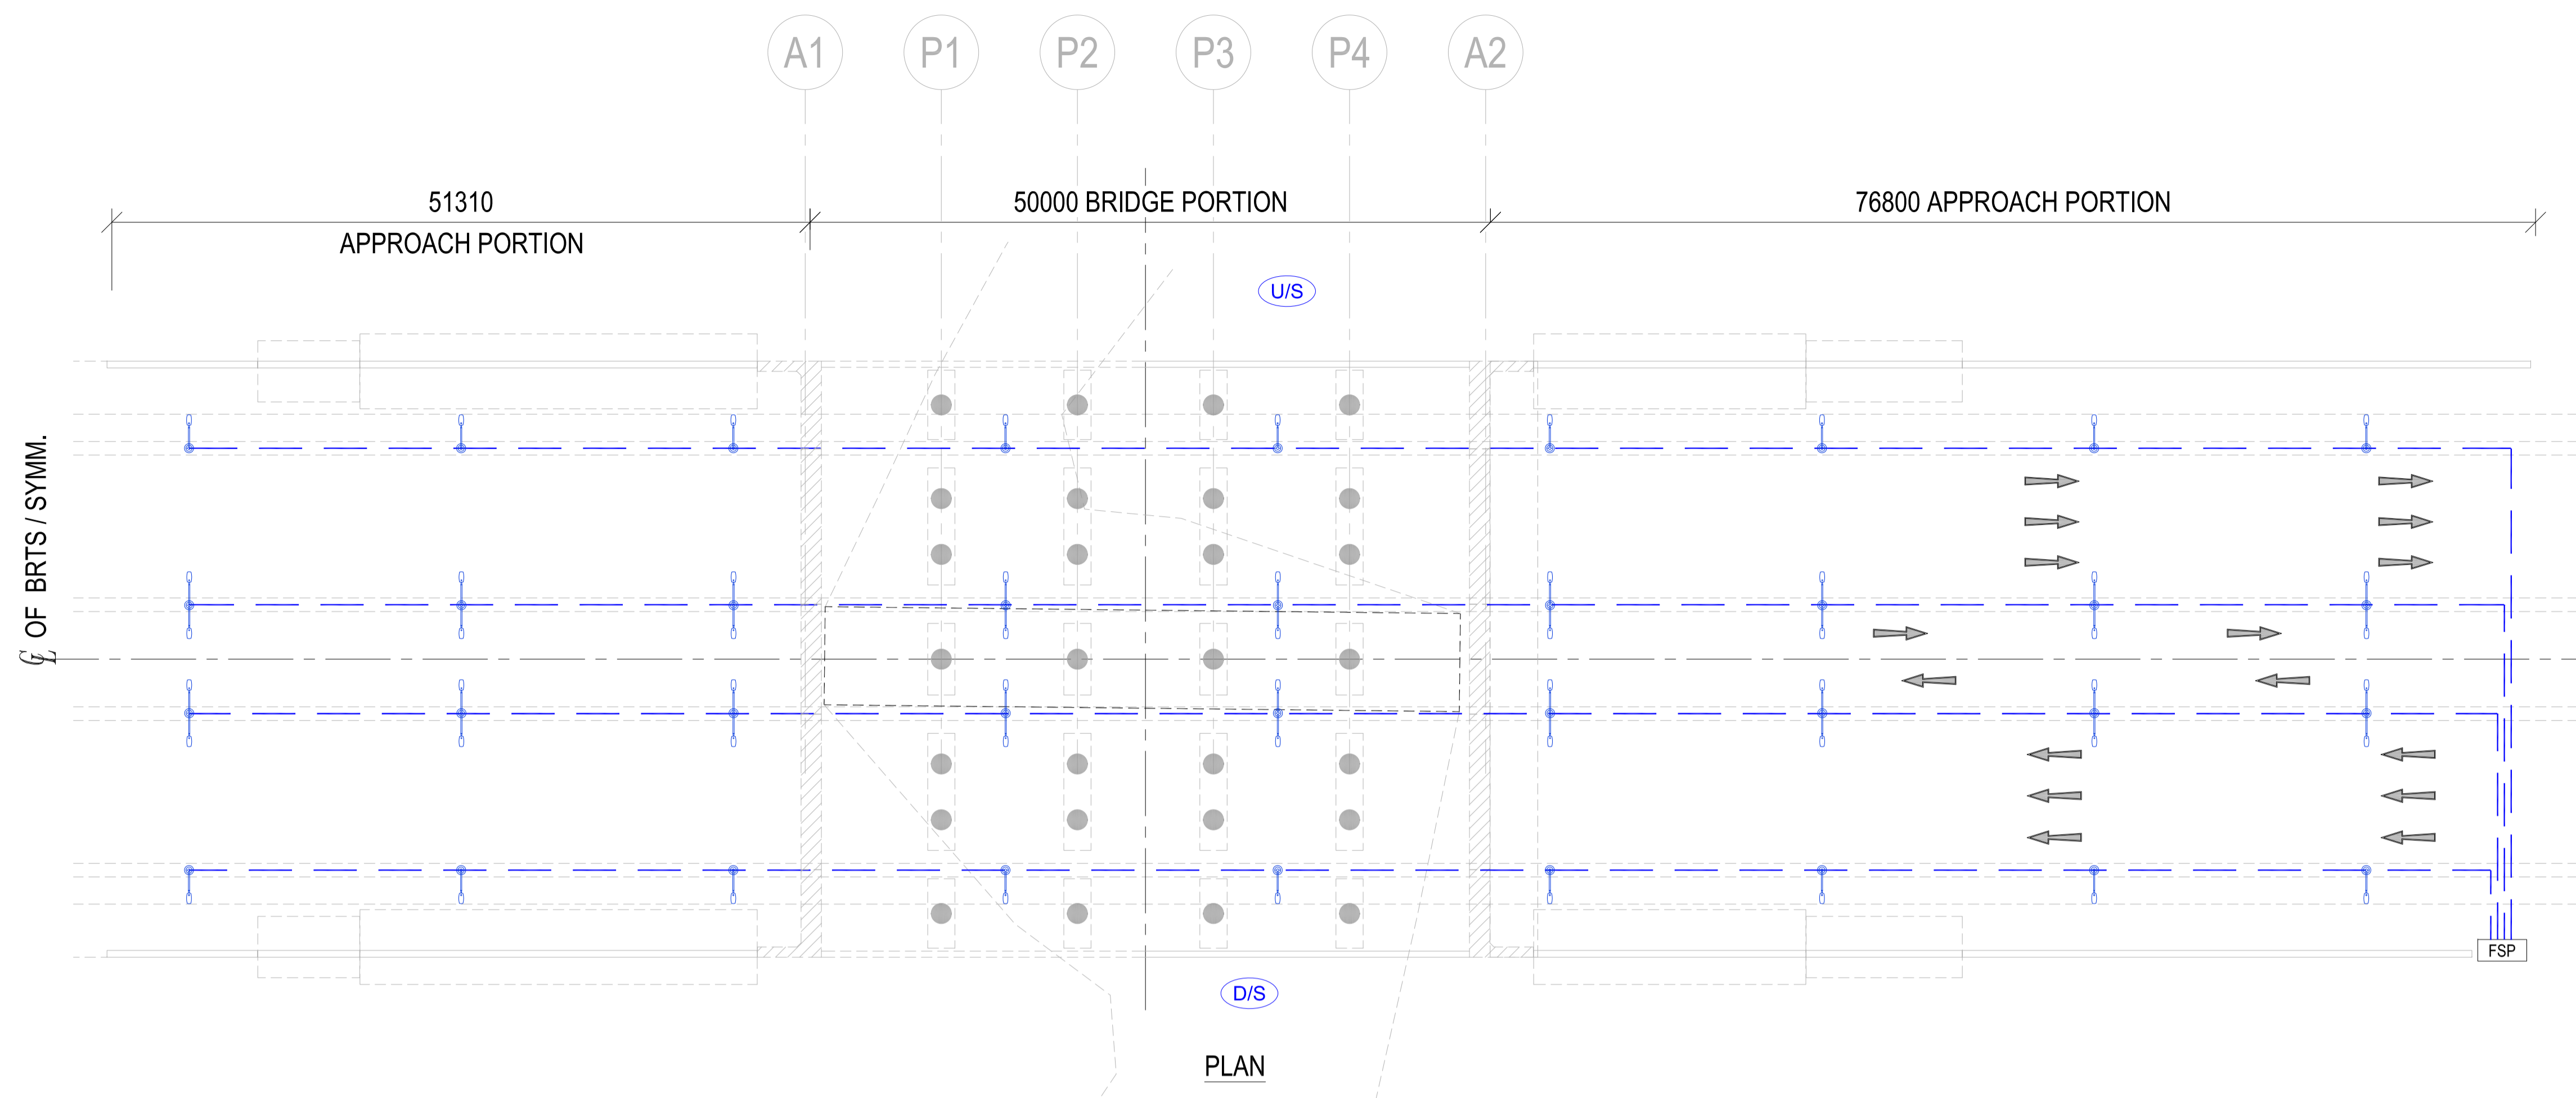 A1 P1 P2 P3 P4 A2
51310
APPROACH PORTION
50000 BRIDGE PORTION
76800 APPROACH PORTION
U/S
℄ OF BRTS / SYMM.
FSP
D/S
PLAN